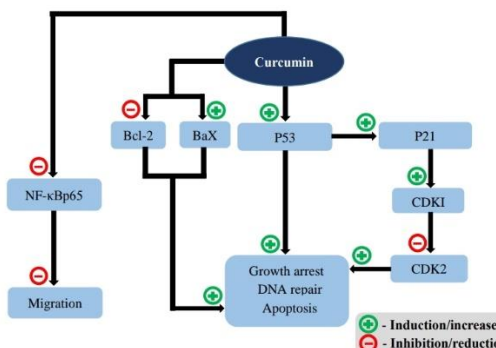 Curcumin
Bcl-2
BaX
P53
P21
NF-κBp65
CDKI
Migration
Growth arrest
DNA repair
Apoptosis
CDK2
- Induction/increase
- Inhibition/reduction